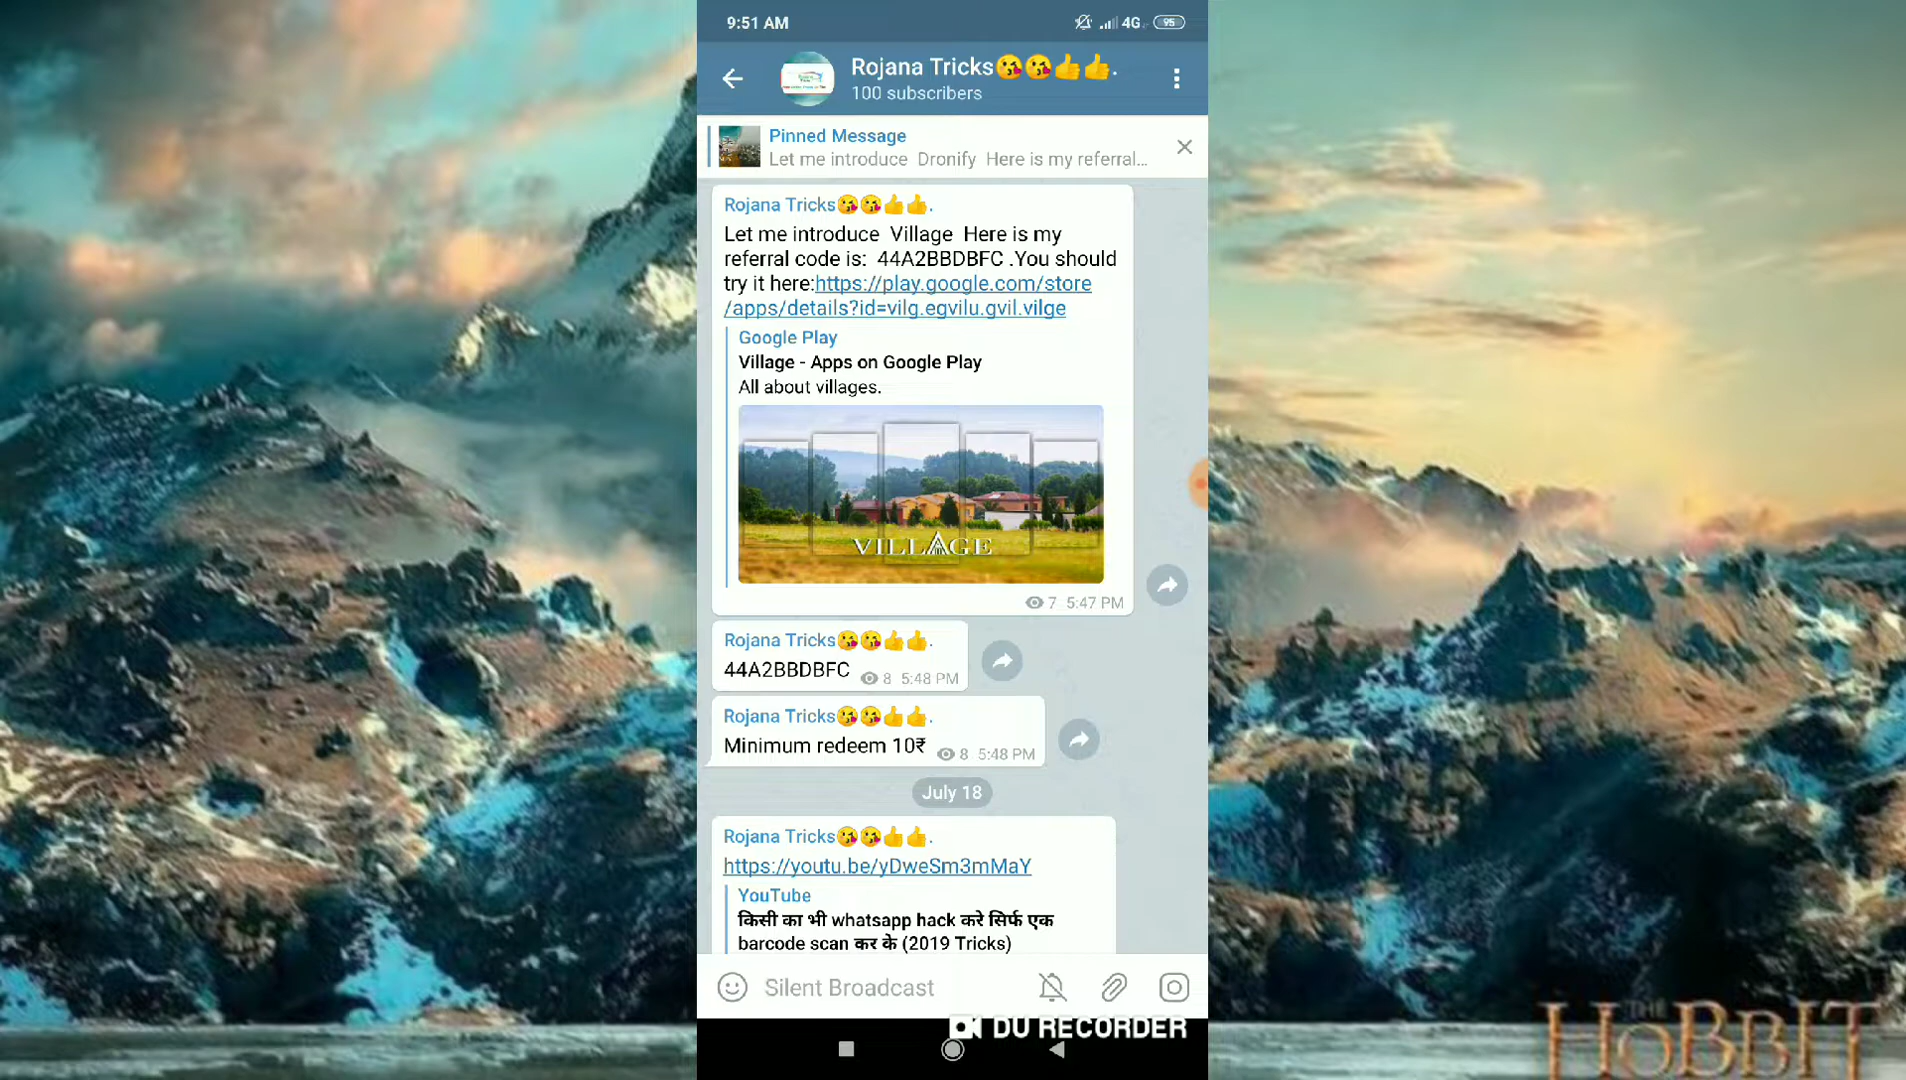 9:51 AM
4G
95
Rojana Tricks😘😘👍👍.
100 subscribers
Pinned Message
Let me introduce Dronify Here is my referral...
Rojana Tricks😘😘👍👍.
Let me introduce Village Here is my
referral code is: 44A2BBDBFC .You should
try it here:https://play.google.com/store
/apps/details?id=vilg.egvilu.gvil.vilge
Google Play
Village - Apps on Google Play
All about villages.
VILLAGE
7 5:47 PM
Rojana Tricks😘😘👍👍.
44A2BBDBFC 8 5:48 PM
Rojana Tricks😘😘👍👍.
Minimum redeem 10₹ 8 5:48 PM
July 18
Rojana Tricks😘😘👍👍.
https://youtu.be/yDweSm3mMaY
YouTube
किसी का भी whatsapp hack करे सिर्फ एक
barcode scan कर के (2019 Tricks)
Silent Broadcast
DU RECORDER
THE
HOBBIT